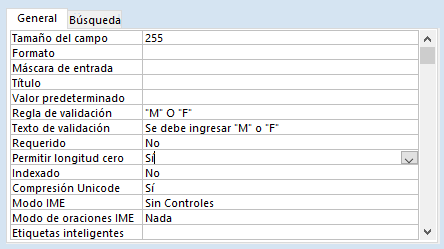 General Búsqueda
Tamaño del campo 255
Formato
Máscara de entrada
Título
Valor predeterminado
Regla de validación "M" O "F"
Texto de validación Se debe ingresar "M" o "F"
Requerido No
Permitir longitud cero Sí
Indexado No
Compresión Unicode Sí
Modo IME Sin Controles
Modo de oraciones IME Nada
Etiquetas inteligentes